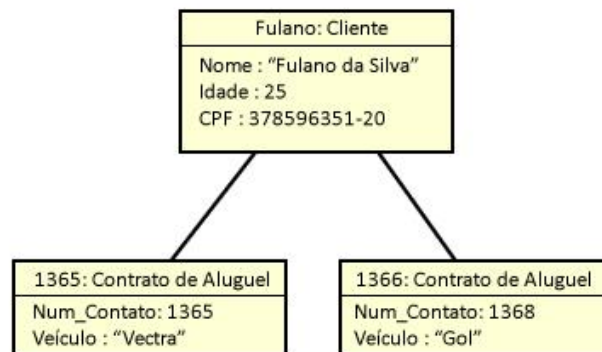 Fulano: Cliente
Nome : “Fulano da Silva”
Idade : 25
CPF : 378596351-20
1365: Contrato de Aluguel
Num_Contato: 1365
Veículo : “Vectra”
1366: Contrato de Aluguel
Num_Contato: 1368
Veículo : “Gol”